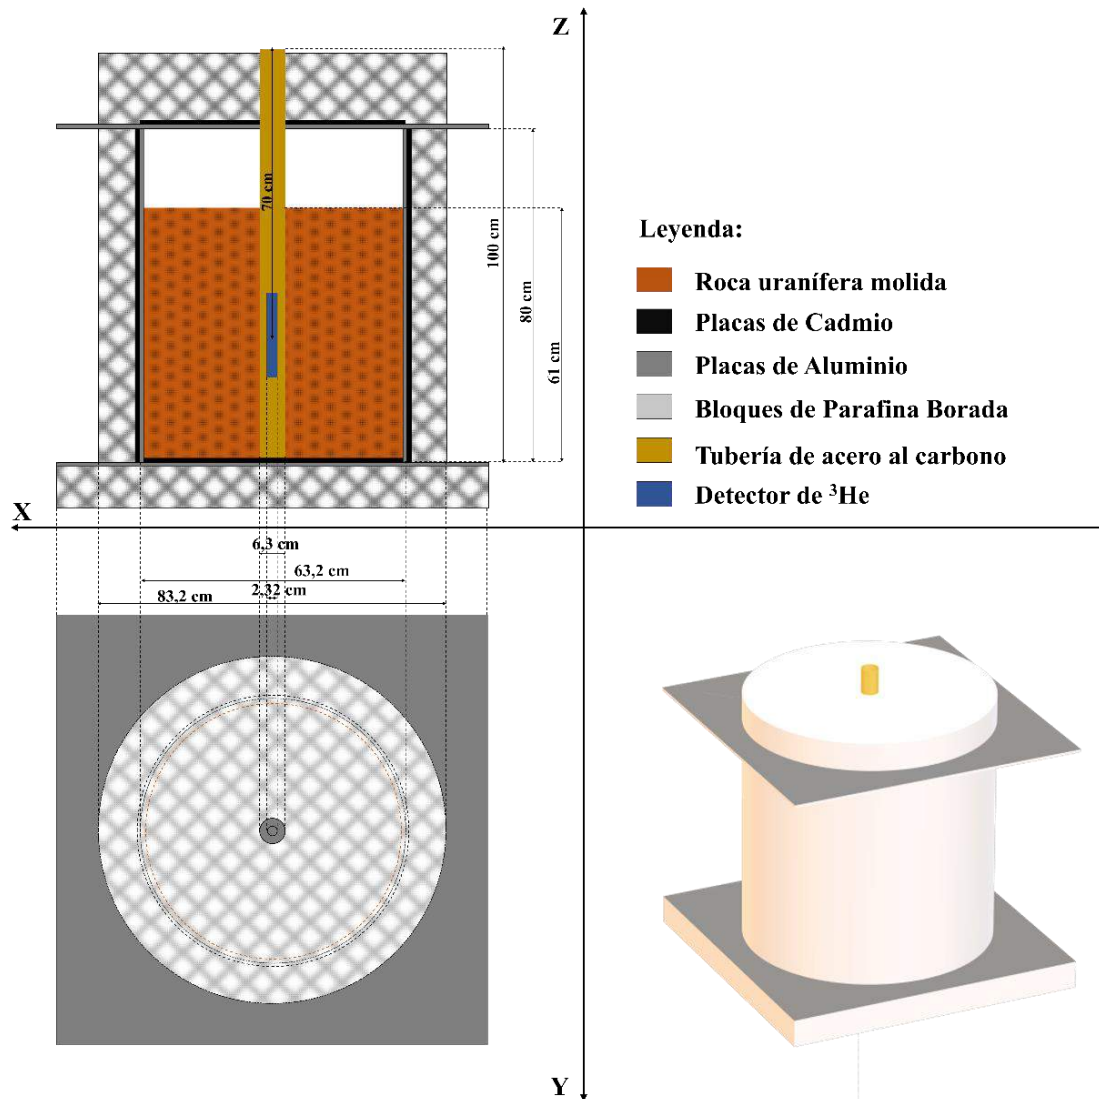 Z
70 cm
100 cm
80 cm
61 cm
Leyenda:
Roca uranífera molida
Placas de Cadmio
Placas de Aluminio
Bloques de Parafina Borada
Tubería de acero al carbono
Detector de ³He
X
6,3 cm
63,2 cm
2,32 cm
83,2 cm
Y